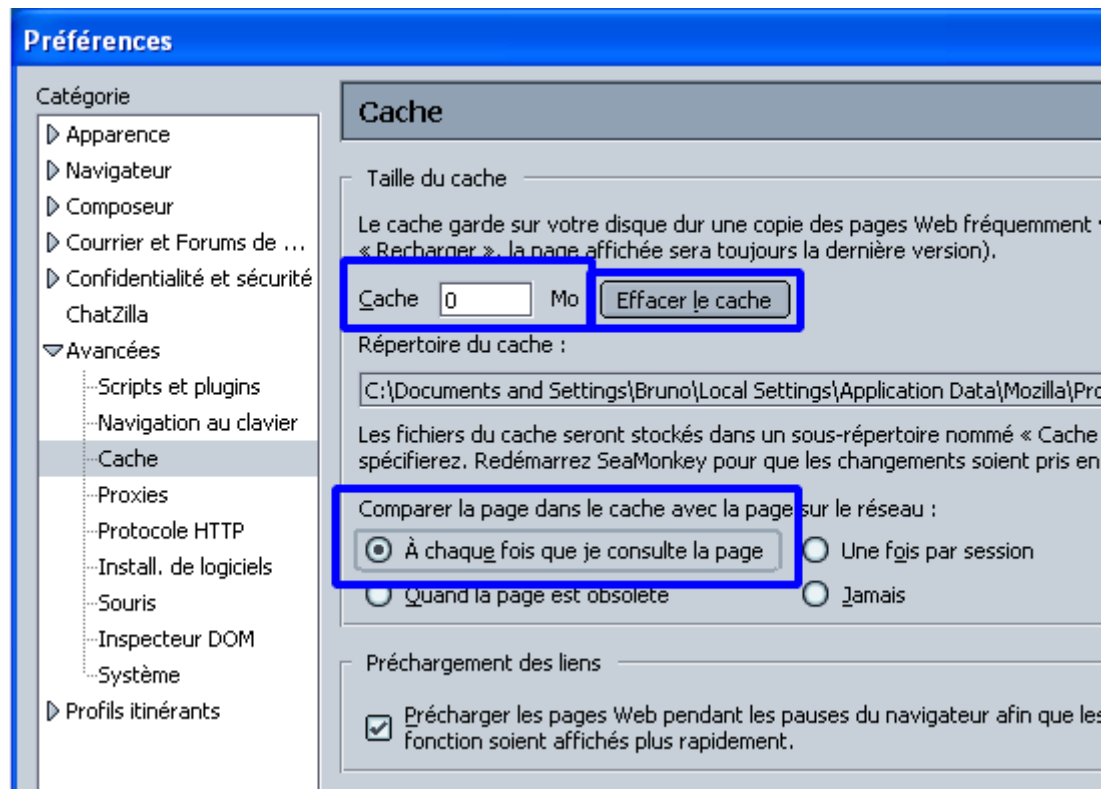 Préférences
Catégorie
Apparence
Navigateur
Composeur
Courrier et Forums de ...
Confidentialité et sécurité
ChatZilla
Avancées
Scripts et plugins
Navigation au clavier
Cache
Proxies
Protocole HTTP
Install. de logiciels
Souris
Inspecteur DOM
Système
Profils itinérants
Cache
Taille du cache
Le cache garde sur votre disque dur une copie des pages Web fréquemment
« Recharger », la page affichée sera toujours la dernière version).
Cache 0 Mo Effacer le cache
Répertoire du cache :
C:\Documents and Settings\Bruno\Local Settings\Application Data\Mozilla\Pro
Les fichiers du cache seront stockés dans un sous-répertoire nommé « Cache
spécifierez. Redémarrez SeaMonkey pour que les changements soient pris en
Comparer la page dans le cache avec la page sur le réseau :
À chaque fois que je consulte la page Une fois par session
Quand la page est obsolète Jamais
Préchargement des liens
Précharger les pages Web pendant les pauses du navigateur afin que les
fonction soient affichés plus rapidement.